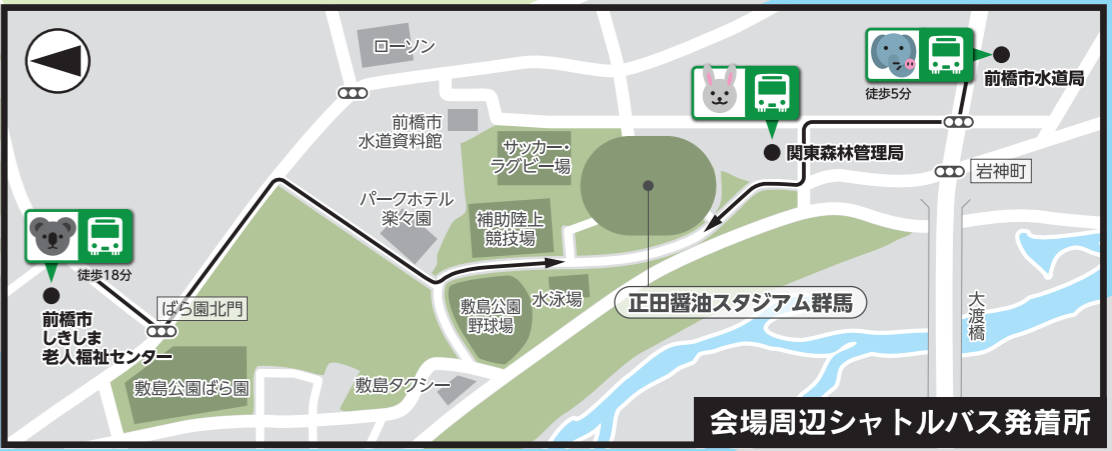 ローソン
前橋市
水道資料館
サッカー・
ラグビー場
パークホテル
楽々園
補助陸上
競技場
徒歩5分
前橋市水道局
関東森林管理局
岩神町
徒歩18分
前橋市
しきしま
老人福祉センター
ばら園北門
敷島公園
野球場
水泳場
正田醤油スタジアム群馬
大渡橋
敷島公園ばら園
敷島タクシー
会場周辺シャトルバス発着所